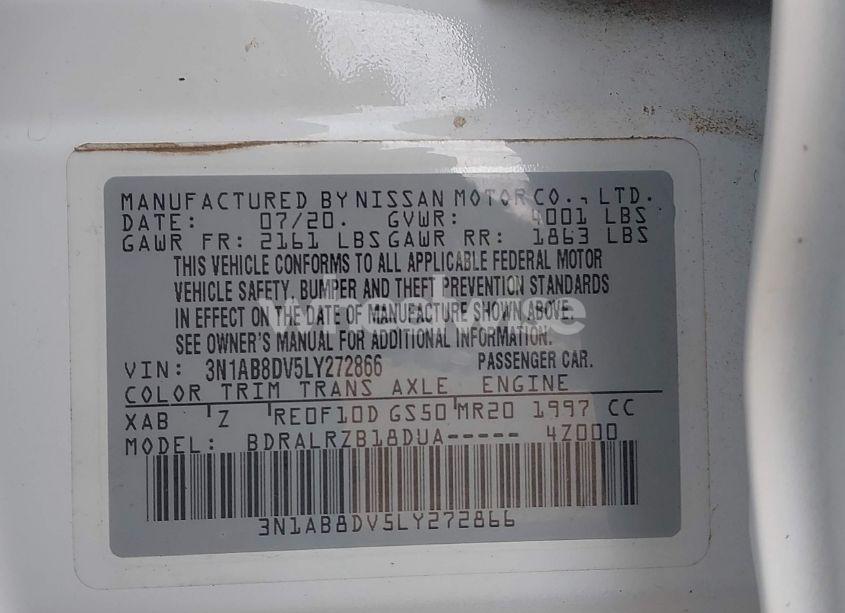 MANUFACTURED BY NISSAN MOTOR CO., LTD.
DATE: 07/20. GVWR: 4001 LBS
GAWR FR: 2161 LBS GAWR RR: 1863 LBS
THIS VEHICLE CONFORMS TO ALL APPLICABLE FEDERAL MOTOR
VEHICLE SAFETY, BUMPER AND THEFT PREVENTION STANDARDS
IN EFFECT ON THE DATE OF MANUFACTURE SHOWN ABOVE.
SEE OWNER'S MANUAL FOR ADDITIONAL INFORMATION.
VIN: 3N1AB8DV5LY272866 PASSENGER CAR.
COLOR TRIM TRANS AXLE ENGINE
XAB Z RE0F10D GS50 MR20 1997 CC
MODEL: BDRALRZB18DUA----- 4Z000
3N1AB8DV5LY272866